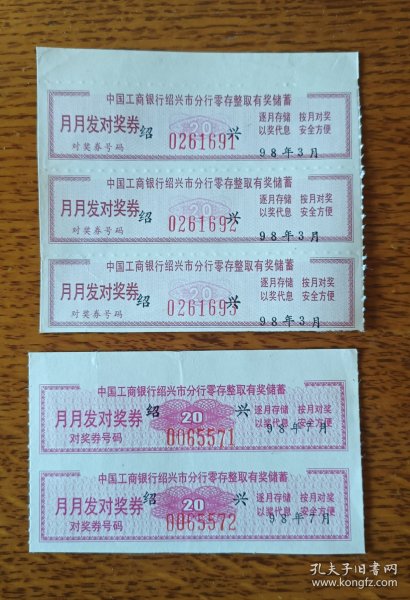 中国工商银行绍兴市分行零存整取有奖储蓄
月月发对奖券 绍 20 兴 逐月存储 按月对奖
以奖代息 安全方便
对奖券号码 0261691 98年3月
中国工商银行绍兴市分行零存整取有奖储蓄
月月发对奖券 绍 20 兴 逐月存储 按月对奖
以奖代息 安全方便
对奖券号码 0261692 98年3月
中国工商银行绍兴市分行零存整取有奖储蓄
月月发对奖券 绍 20 兴 逐月存储 按月对奖
以奖代息 安全方便
对奖券号码 0261693 98年3月
中国工商银行绍兴市分行零存整取有奖储蓄
月月发对奖券 绍 20 兴 逐月存储 按月对奖
以奖代息 安全方便
对奖券号码 0065571 98年7月
中国工商银行绍兴市分行零存整取有奖储蓄
月月发对奖券 绍 20 兴 逐月存储 按月对奖
以奖代息 安全方便
对奖券号码 0065572 98年7月
孔夫子旧书网
www.kongfz.com